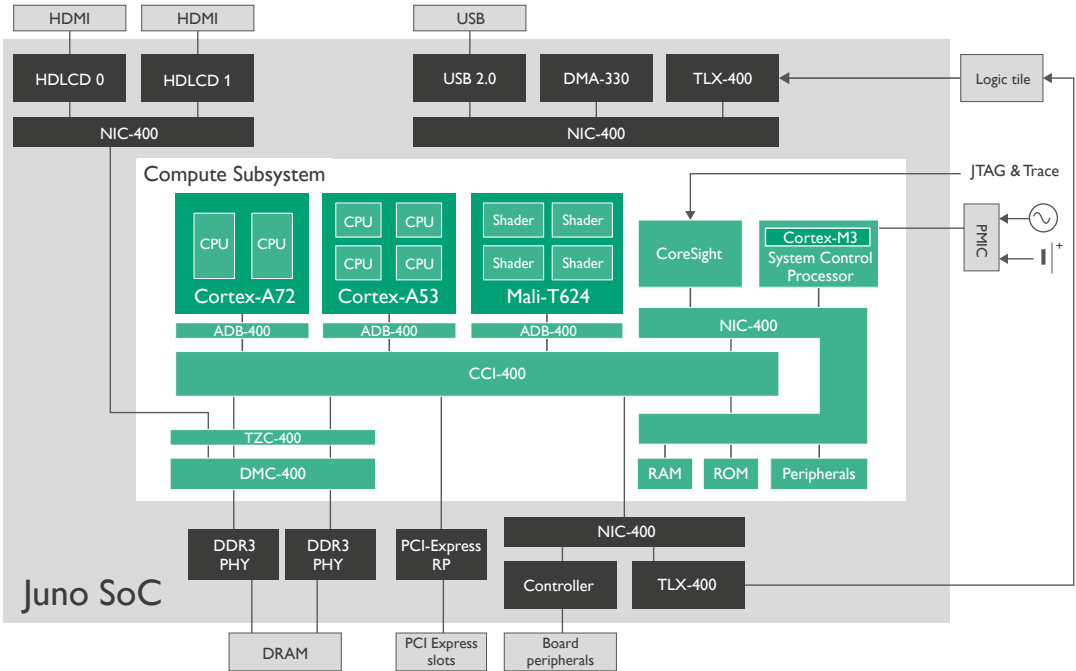 HDMI
HDMI
USB
HDLCD 0
HDLCD 1
USB 2.0
DMA-330
TLX-400
Logic tile
NIC-400
NIC-400
Compute Subsystem
JTAG & Trace
CPU
CPU
Cortex-A72
CPU
CPU
CPU
CPU
Cortex-A53
Shader
Shader
Shader
Shader
Mali-T624
CoreSight
Cortex-M3
System Control
Processor
PMIC
+
ADB-400
ADB-400
ADB-400
NIC-400
CCI-400
TZC-400
DMC-400
RAM
ROM
Peripherals
DDR3
PHY
DDR3
PHY
PCI-Express
RP
NIC-400
Controller
TLX-400
Juno SoC
DRAM
PCI Express
slots
Board
peripherals